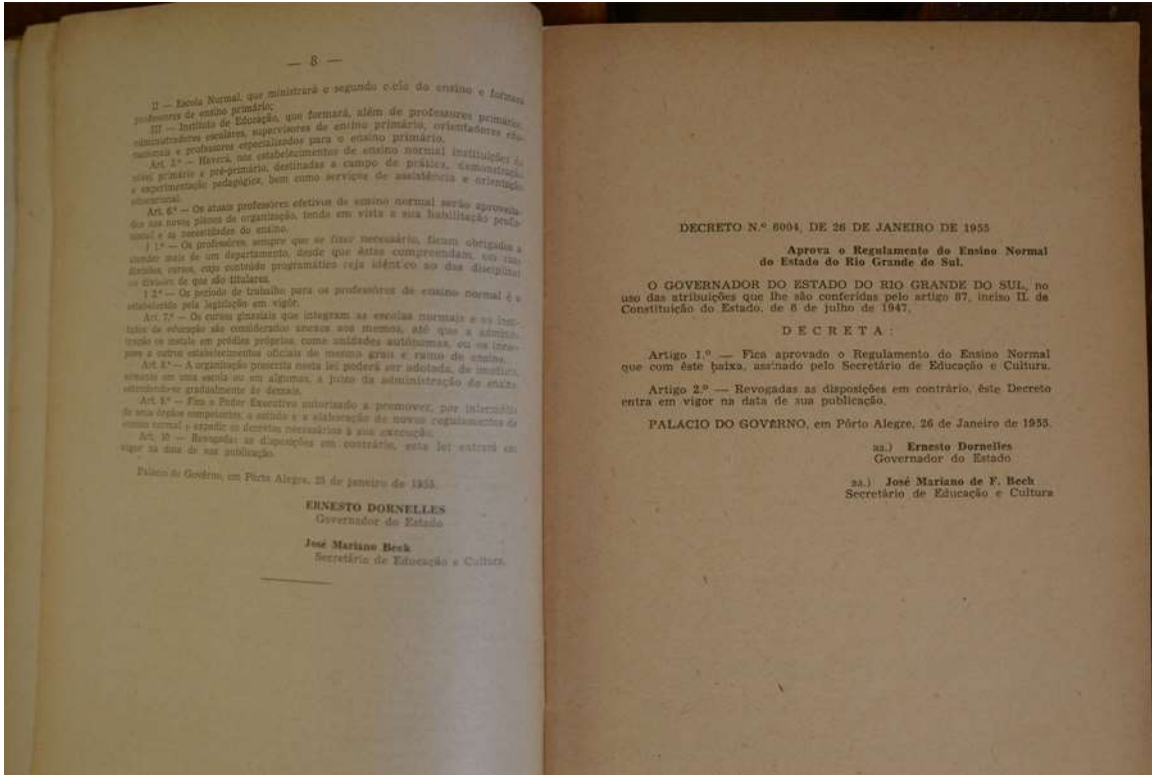 — 8 —
II — Escola Normal, que ministrará o segundo ciclo do ensino e formará
professores de ensino primário;
III — Instituto de Educação, que formará, além de professores primários,
administradores escolares, supervisores de ensino primário, orientadores edu-
cacionais e professores especializados para o ensino primário.
Art. — Haverá, nos estabelecimentos de ensino normal instituições de
nível primário e pré-primário, destinadas a campo de prática, demonstração
e experimentação pedagógica, bem como serviços de assistência e orientação
educacional.
Art. 6.º — Os atuais professôres efetivos de ensino normal serão aproveita-
dos nos novos planos de organização, tendo em vista a sua habilitação profis-
sional e as necessidades do ensino.
§ 1.º — Os professôres, sempre que se fizer necessário, ficam obrigados a
atender mais de um departamento, desde que êstes compreendam, em suas
divisões, cursos, cujo conteúdo programático seja idêntico ao das disciplinas
ou divisões de que são titulares.
§ 2.º — Os período de trabalho para os professôres de ensino normal é o
estabelecido pela legislação em vigôr.
Art. 7.º — Os cursos ginasiais que integram as escolas normais e os insti-
tutos de educação são considerados anexos aos mesmos, até que a adminis-
tração os instale em prédios próprios, como unidades autônomas, ou os incor-
pore a outros estabelecimentos oficiais do mesmo grau e ramo de ensino.
Art. 8.º — A organização prescrita nesta lei poderá ser adotada, de imediato,
sòmente em uma escola ou em algumas, a juízo da administração do ensino
estendendo-se gradualmente às demais.
Art. 9.º — Fica o Poder Executivo autorizado a promover, por intermédio
de seus órgãos competentes, o estudo e a elaboração de novos regulamentos do
ensino normal e expedir os decretos necessários à sua execução.
Art. 10 — Revogadas as disposições em contrário, esta lei entrará em
vigor na data de sua publicação.
Palácio do Govêrno, em Pôrto Alegre, de janeiro de 1955.
ERNESTO DORNELLES
Governador do Estado
José Mariano Beck
Secretário de Educação e Cultura.
DECRETO N.º 6004, DE 26 DE JANEIRO DE 1955
Aprova o Regulamento do Ensino Normal
do Estado do Rio Grande do Sul.
O GOVERNADOR DO ESTADO DO RIO GRANDE DO SUL, no
uso das atribuições que lhe são conferidas pelo artigo 87, inciso II, da
Constituição do Estado, de 8 de julho de 1947,
DECRETA:
Artigo 1.º — Fica aprovado o Regulamento do Ensino Normal
que com êste baixa, assinado pelo Secretário de Educação e Cultura.
Artigo 2.º — Revogadas as disposições em contrário, êste Decreto
entra em vigor na data de sua publicação.
PALACIO DO GOVÊRNO, em Pôrto Alegre, 26 de Janeiro de 1955.
aa.) Ernesto Dornelles
Governador do Estado
aa.) José Mariano de F. Beck
Secretário de Educação e Cultura